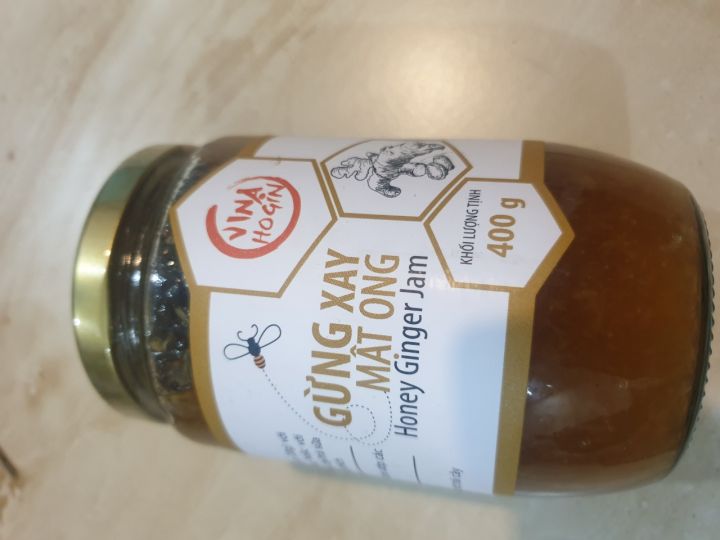 VINA
HOGIN
GỪNG XAY
MẬT ONG
Honey Ginger Jam
KHỐI LƯỢNG TỊNH
400 g